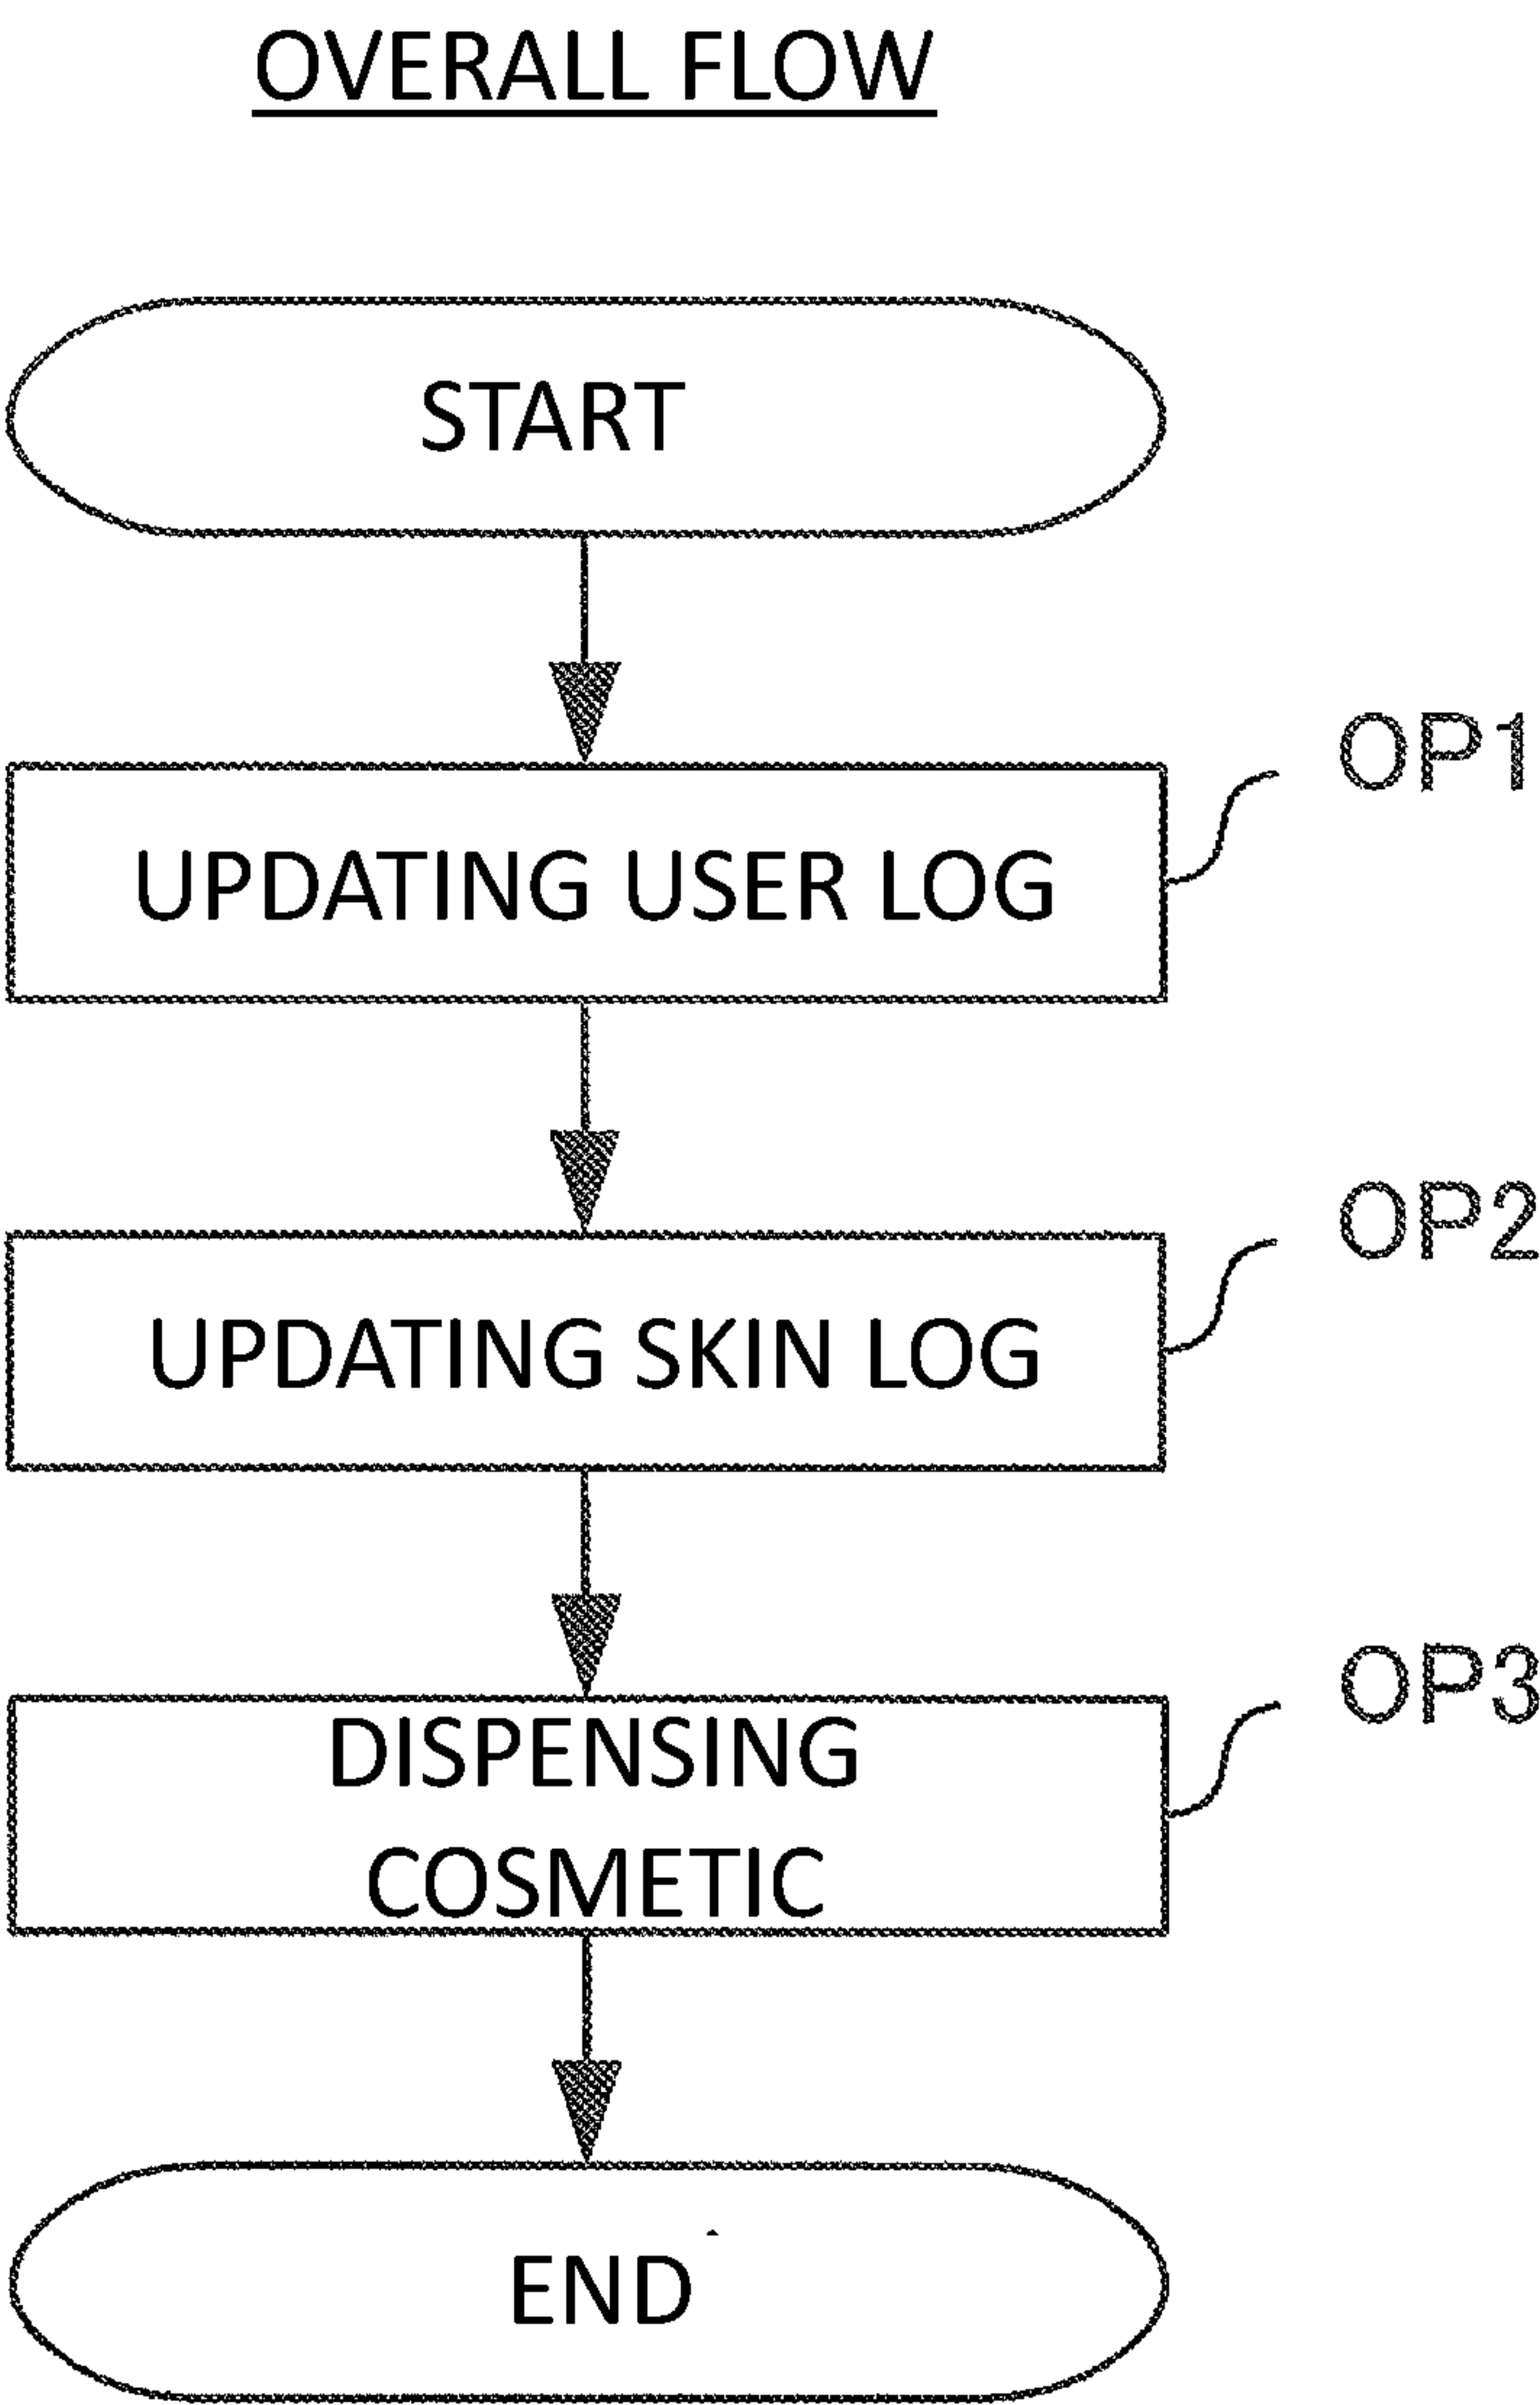 OVERALL FLOW
START
OP1
UPDATING USER LOG
OP2
UPDATING SKIN LOG
OP3
DISPENSING
COSMETIC
END